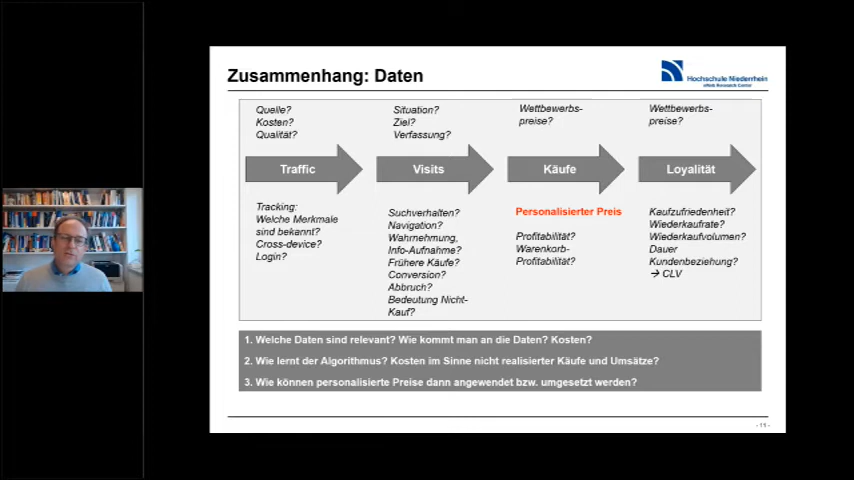 Zusammenhang: Daten
Hochschule Niederrhein
eWeb Research Center
Quelle?
Kosten?
Qualität?
Situation?
Ziel?
Verfassung?
Wettbewerbs-
preise?
Wettbewerbs-
preise?
Traffic
Visits
Käufe
Loyalität
Tracking:
Welche Merkmale
sind bekannt?
Cross-device?
Login?
Suchverhalten?
Navigation?
Wahrnehmung,
Info-Aufnahme?
Frühere Käufe?
Conversion?
Abbruch?
Bedeutung Nicht-
Kauf?
Personalisierter Preis
Profitabilität?
Warenkorb-
Profitabilität?
Kaufzufriedenheit?
Wiederkaufrate?
Wiederkaufvolumen?
Dauer
Kundenbeziehung?
→ CLV
1. Welche Daten sind relevant? Wie kommt man an die Daten? Kosten?
2. Wie lernt der Algorithmus? Kosten im Sinne nicht realisierter Käufe und Umsätze?
3. Wie können personalisierte Preise dann angewendet bzw. umgesetzt werden?
- 11 -